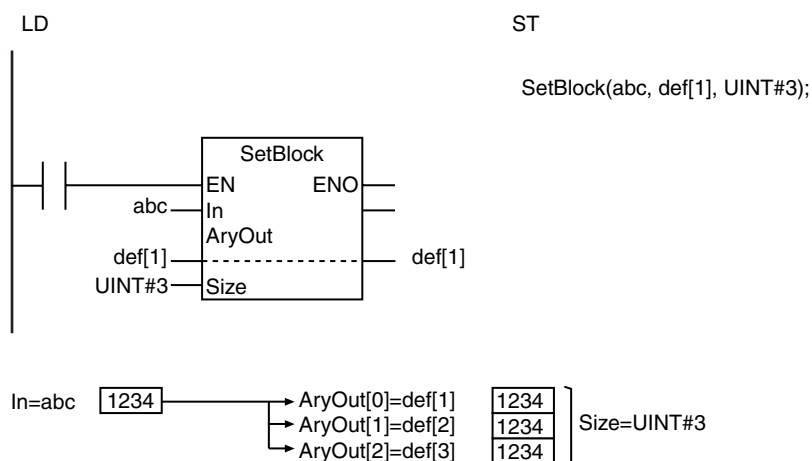 LD
ST
SetBlock(abc, def[1], UINT#3);
SetBlock
EN ENO
abc In
AryOut
def[1] def[1]
UINT#3 Size
In=abc 1234 AryOut[0]=def[1] 1234
AryOut[1]=def[2] 1234 Size=UINT#3
AryOut[2]=def[3] 1234